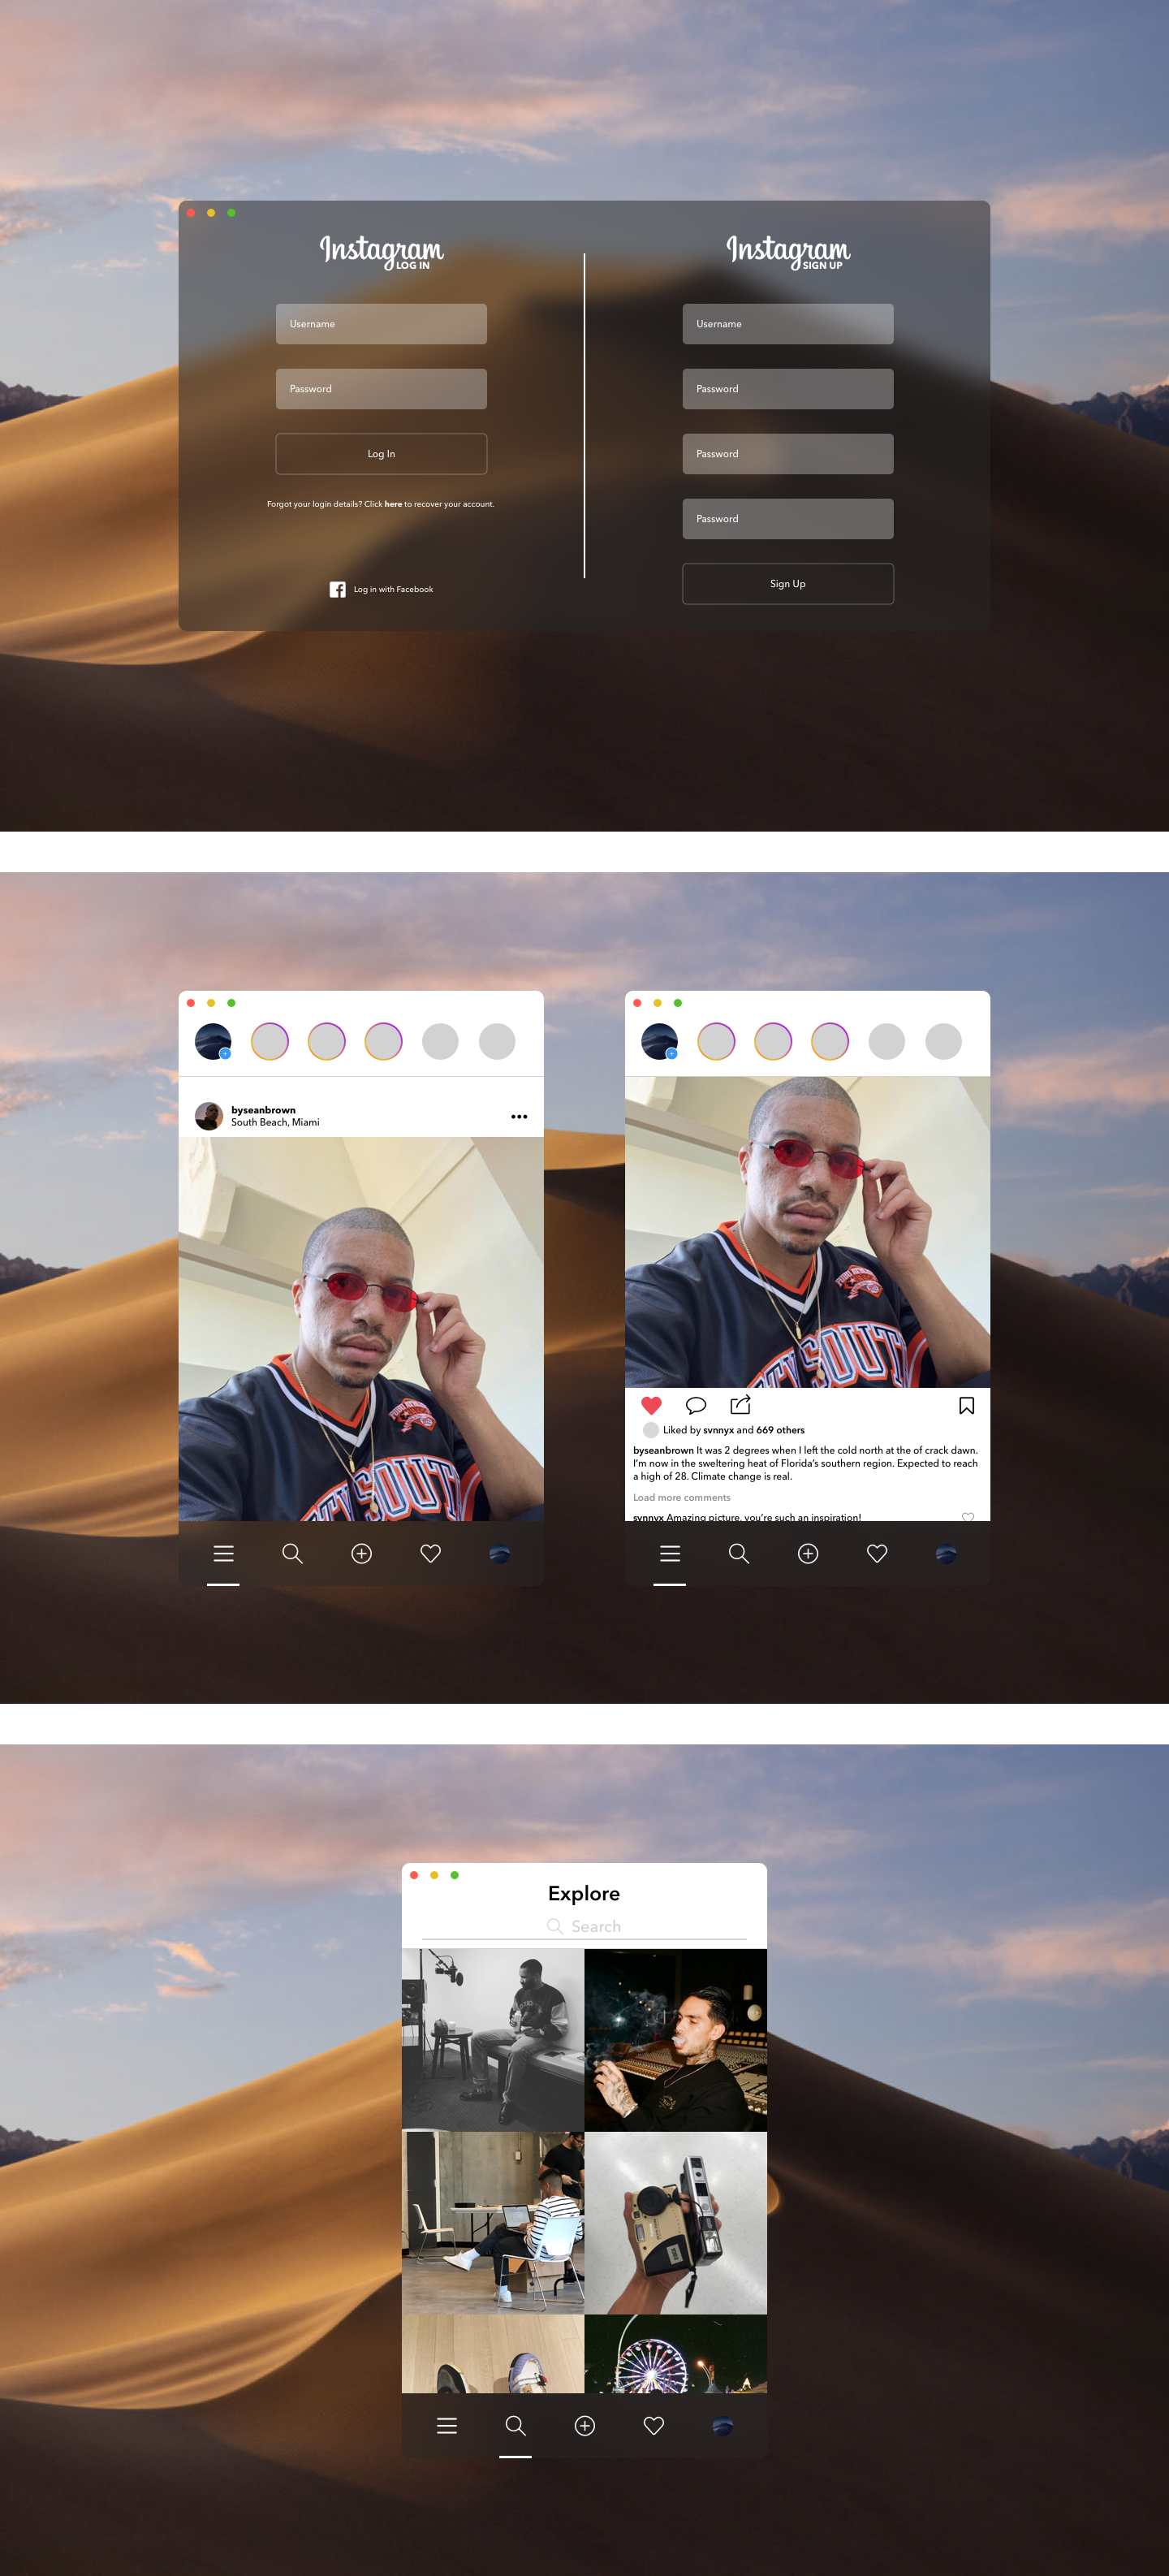 Instagram
LOG IN
Username
Password
Log In
Forgot your login details? Click here to recover your account.
Log in with Facebook
Instagram
SIGN UP
Username
Password
Password
Password
Sign Up
byseanbrown
South Beach, Miami
SOUT
SOUT
Liked by svnnyx and 669 others
byseanbrown It was 2 degrees when I left the cold north at the of crack dawn.
I'm now in the sweltering heat of Florida's southern region. Expected to reach
a high of 28. Climate change is real.
Load more comments
svnnyx Amazing picture, you're such an inspiration!
Explore
Search